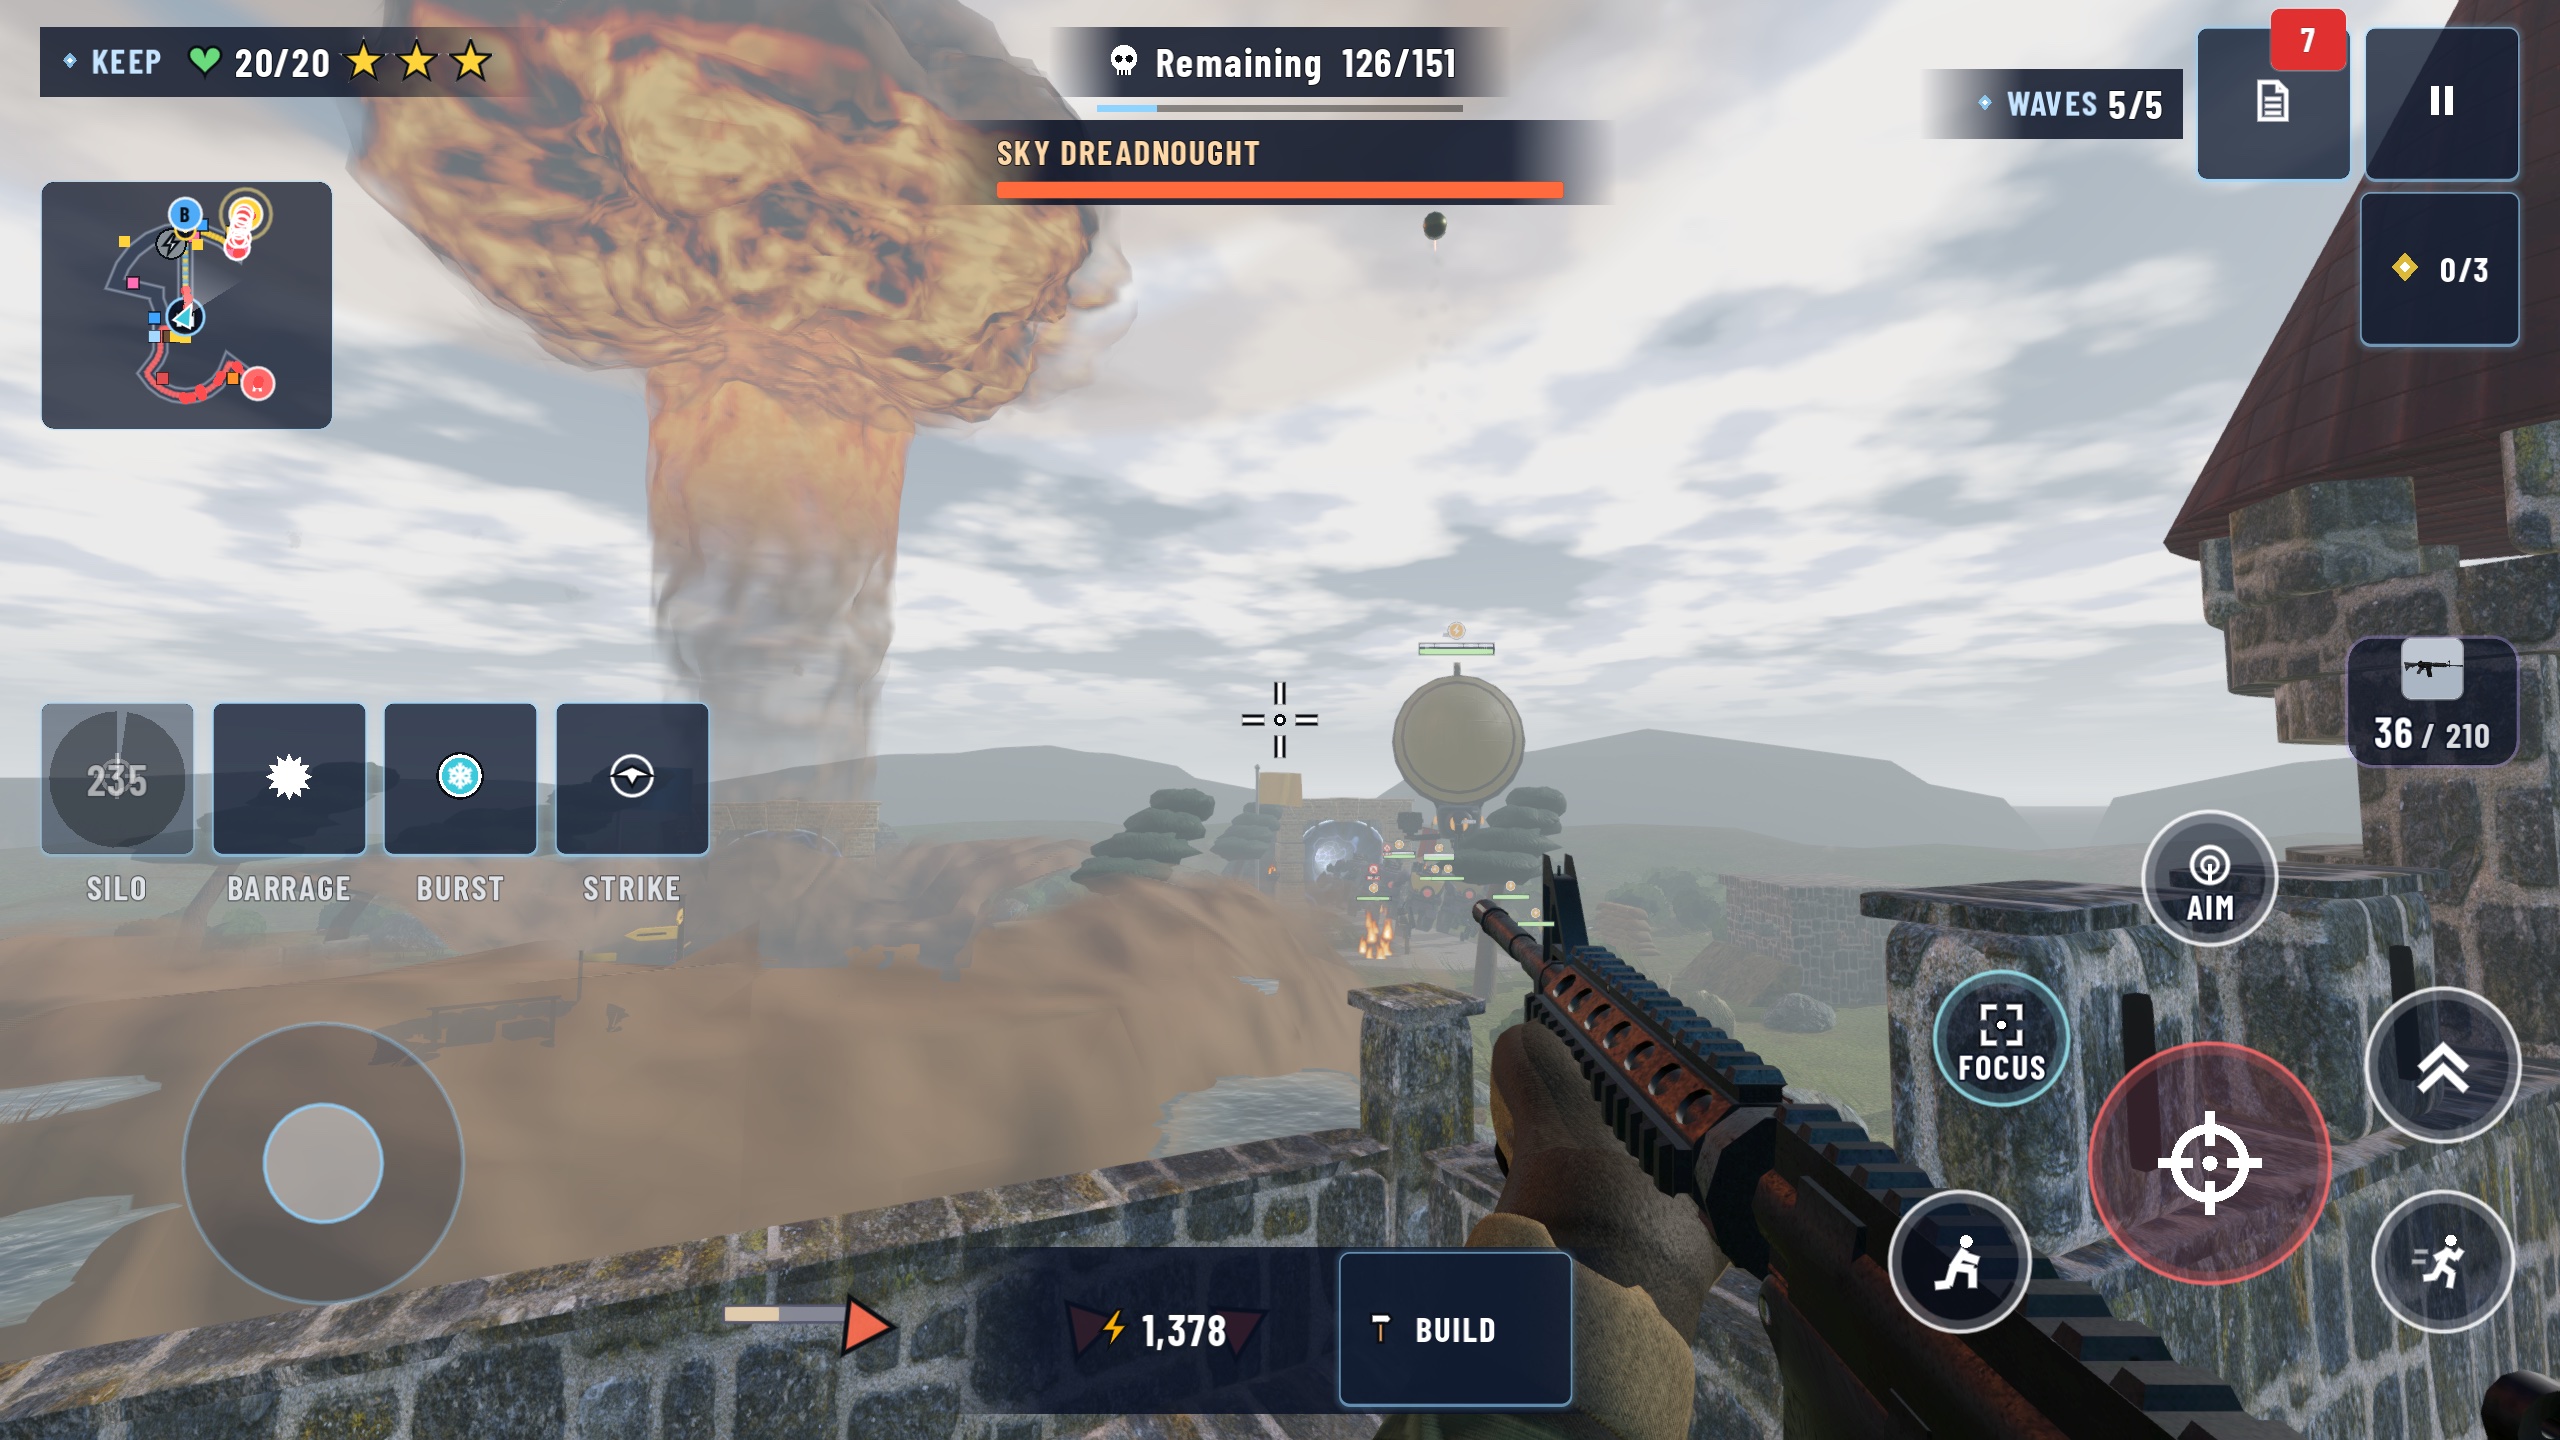 KEEP 20/20
Remaining 126/151
7
WAVES 5/5
SKY DREADNOUGHT
B
0/3
36 / 210
235
SILO
BARRAGE
BURST
STRIKE
AIM
FOCUS
1,378
BUILD